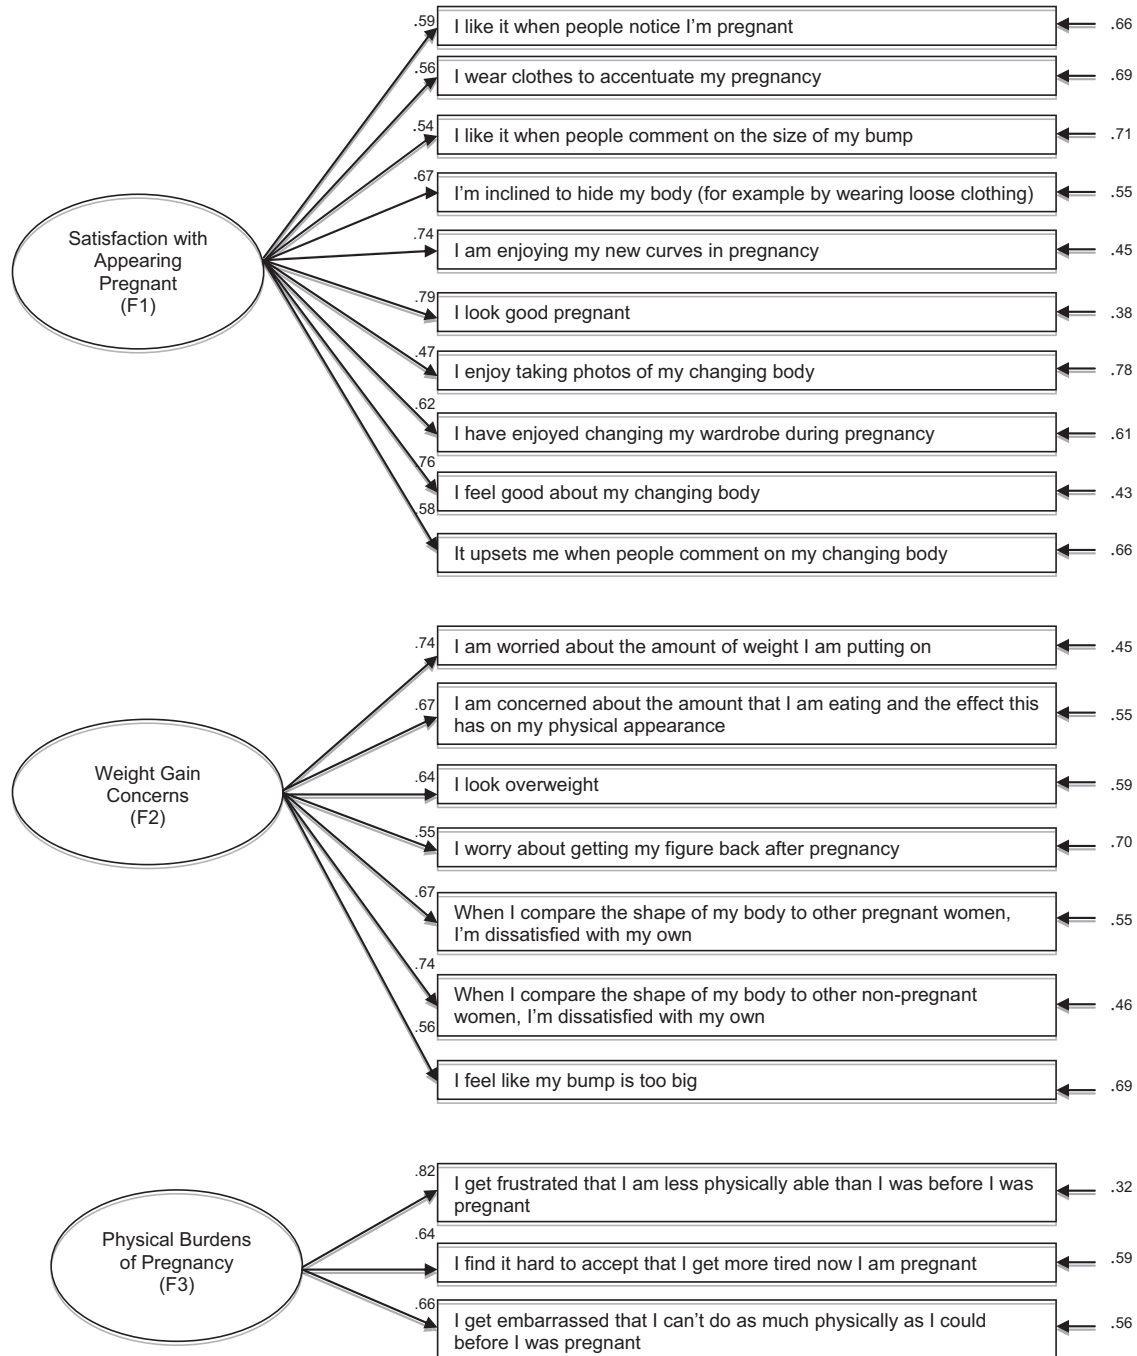 .59
I like it when people notice I'm pregnant
.66
.56
I wear clothes to accentuate my pregnancy
.69
.54
I like it when people comment on the size of my bump
.71
.67
I'm inclined to hide my body (for example by wearing loose clothing)
.55
Satisfaction with
Appearing
Pregnant
(F1)
.74
I am enjoying my new curves in pregnancy
.45
.79
I look good pregnant
.38
.47
I enjoy taking photos of my changing body
.78
.62
I have enjoyed changing my wardrobe during pregnancy
.61
.76
I feel good about my changing body
.43
.58
It upsets me when people comment on my changing body
.66
.74
I am worried about the amount of weight I am putting on
.45
.67
I am concerned about the amount that I am eating and the effect this
has on my physical appearance
.55
Weight Gain
Concerns
(F2)
.64
I look overweight
.59
.55
I worry about getting my figure back after pregnancy
.70
.67
When I compare the shape of my body to other pregnant women,
I'm dissatisfied with my own
.55
.74
When I compare the shape of my body to other non-pregnant
women, I'm dissatisfied with my own
.46
.56
I feel like my bump is too big
.69
.82
I get frustrated that I am less physically able than I was before I was
pregnant
.32
Physical Burdens
of Pregnancy
(F3)
.64
I find it hard to accept that I get more tired now I am pregnant
.59
.66
I get embarrassed that I can't do as much physically as I could
before I was pregnant
.56